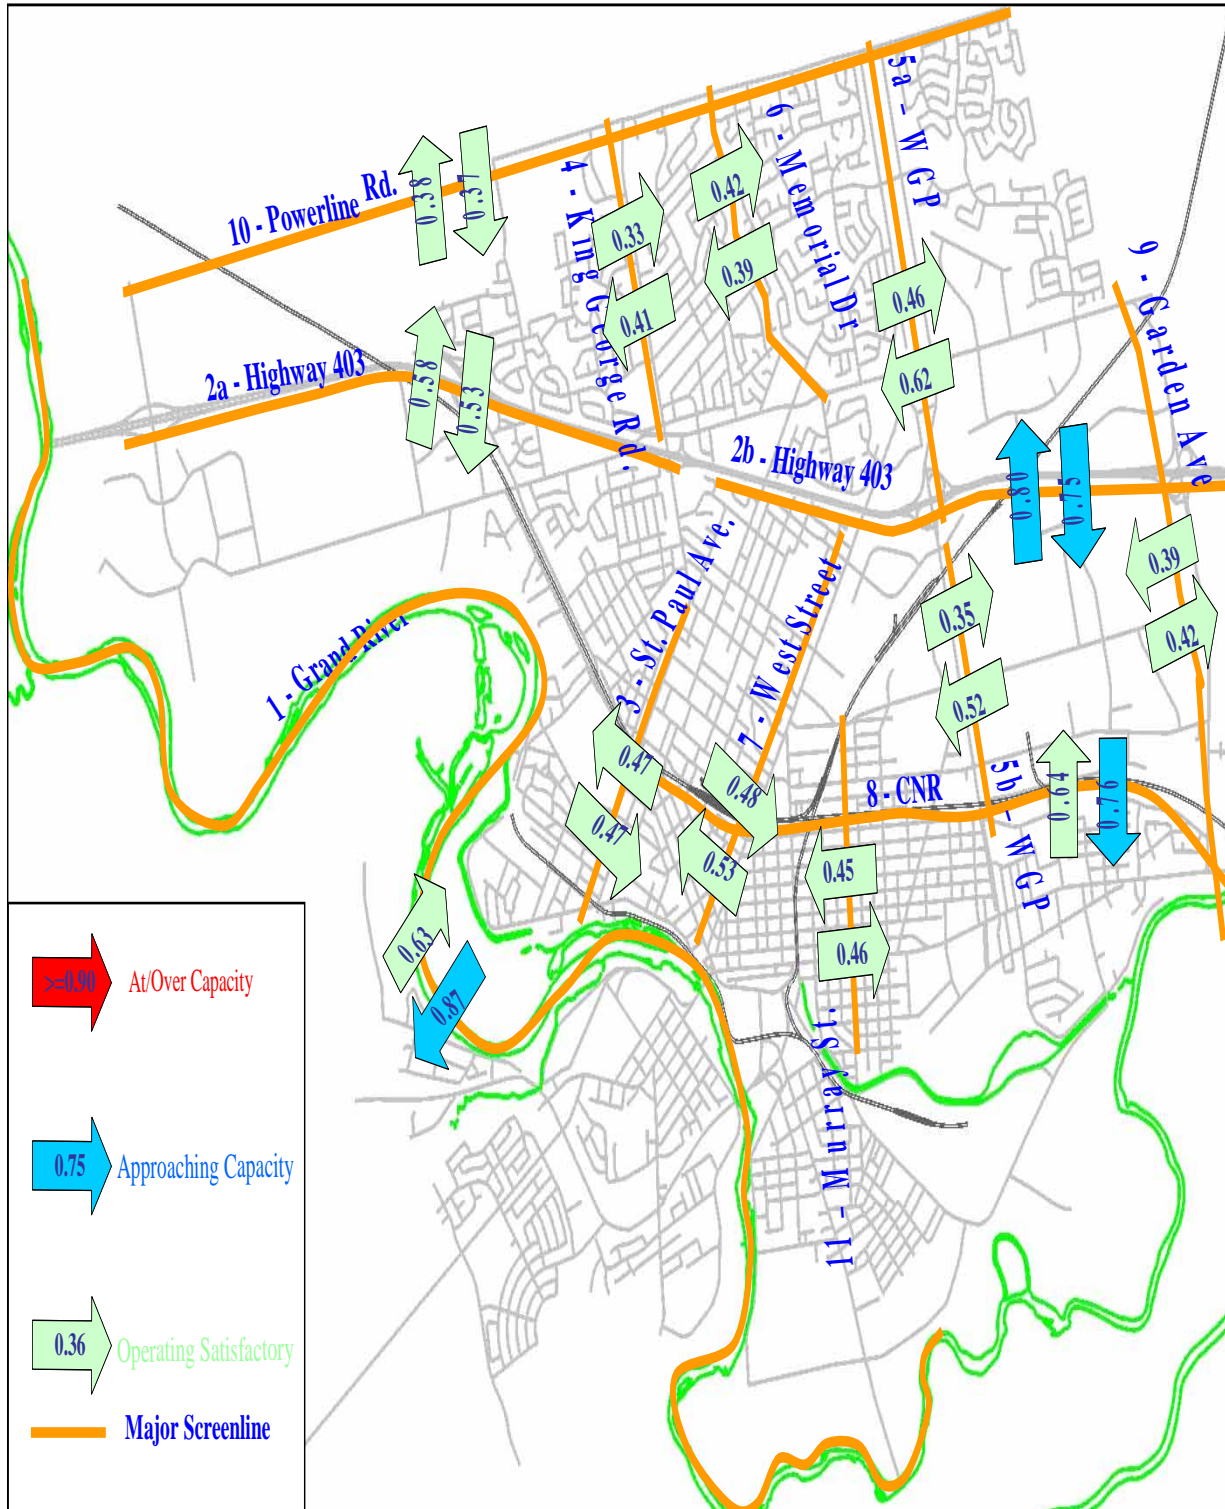 5a - W G P
6 - Memorial Dr
4 - King George Rd.
10 - Powerline Rd.
0.38
0.37
0.42
0.33
0.39
9 - Garden Ave
0.46
0.41
0.58
0.53
2a - Highway 403
0.62
2b - Highway 403
0.80
0.75
3 - St. Paul Ave.
0.39
7 - West Street
0.35
0.42
1 - Grand River
0.52
5b - W G P
0.47
0.48
8 - CNR
0.64
0.76
0.47
0.53
0.45
0.63
0.46
0.87
11 - Murray St.
>=0.90
At/Over Capacity
0.75
Approaching Capacity
0.36
Operating Satisfactory
Major Screenline